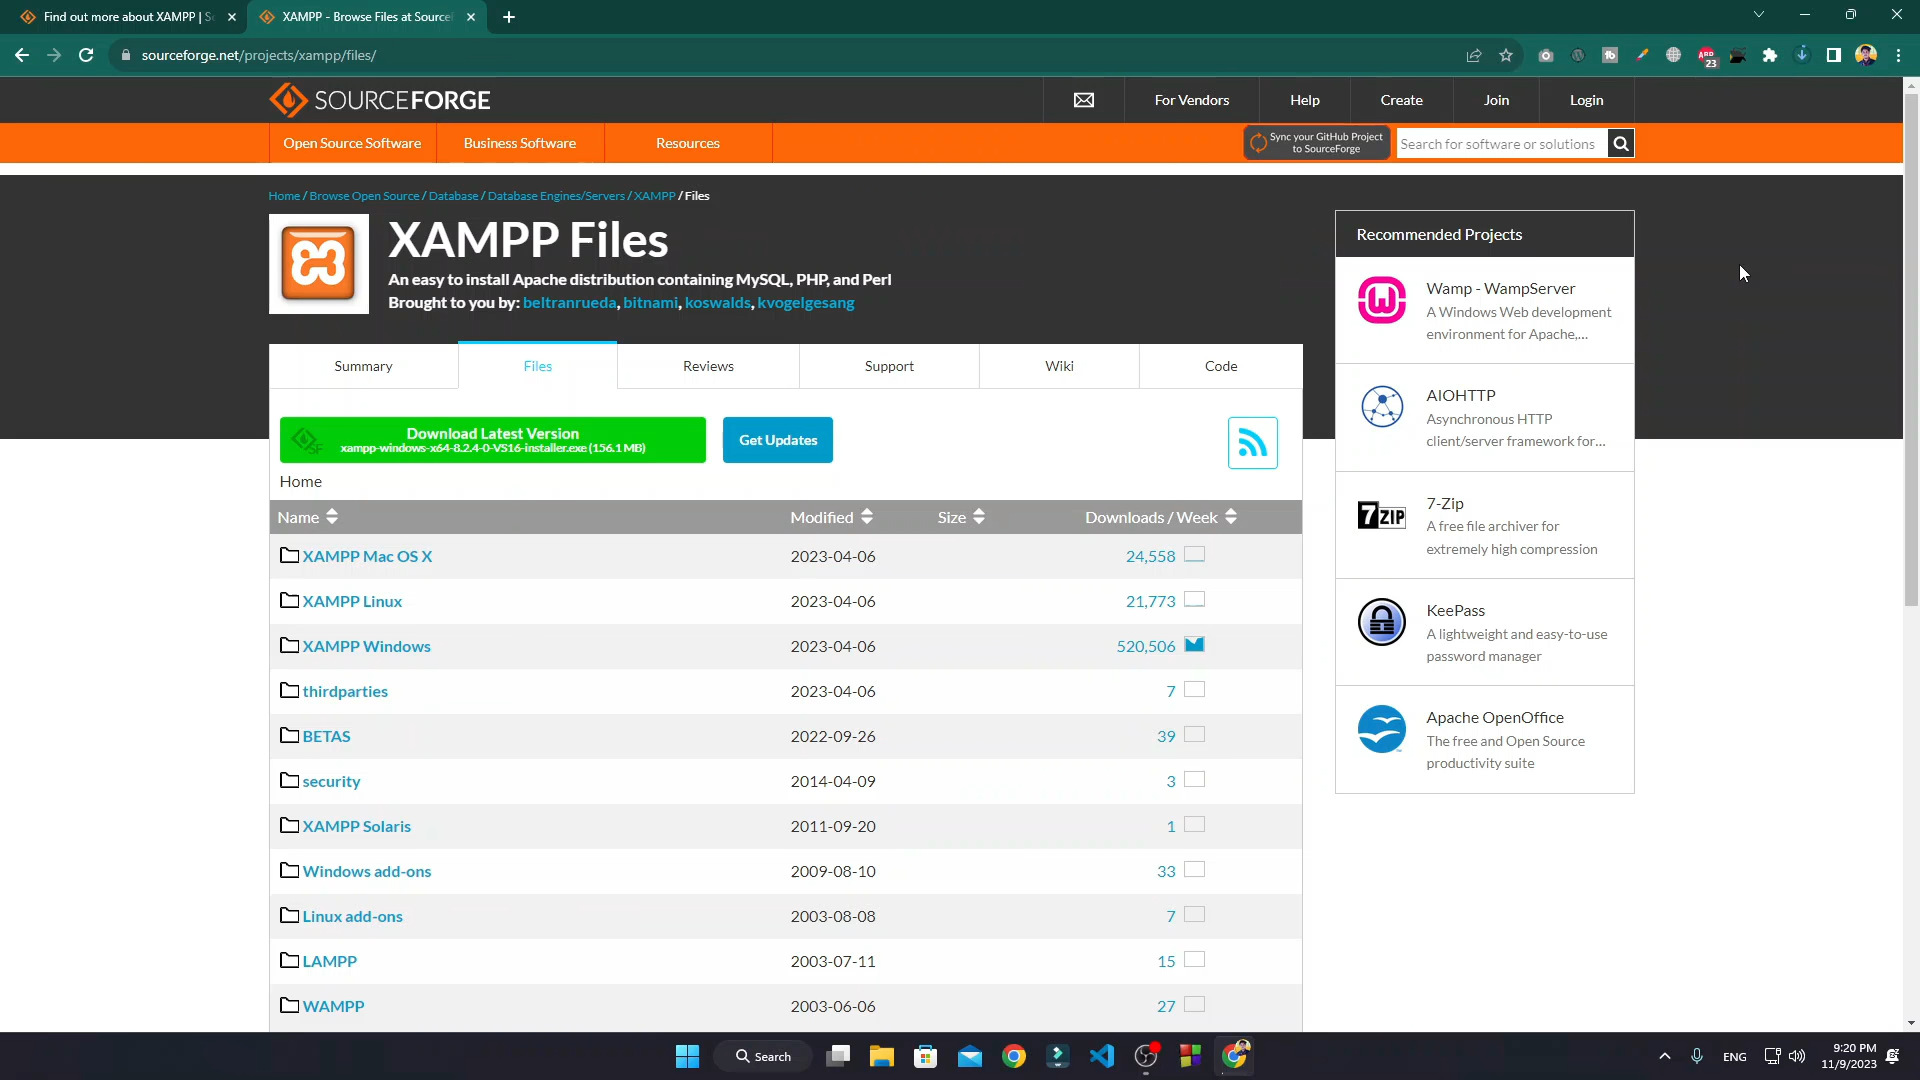 Find out more about XAMPP | S
XAMPP - Browse Files at Source
sourceforge.net/projects/xampp/files/
23
SOURCEFORGE
For Vendors
Help
Create
Join
Login
Open Source Software
Business Software
Resources
Sync your GitHub Project
to SourceForge
Search for software or solutions
Home / Browse Open Source / Database / Database Engines/Servers / XAMPP / Files
XAMPP Files
An easy to install Apache distribution containing MySQL, PHP, and Perl
Brought to you by: beltranrueda, bitnami, koswalds, kvogelgesang
Summary
Files
Reviews
Support
Wiki
Code
Download Latest Version
xampp-windows-x64-8.2.4-0-VS16-installer.exe (156.1 MB)
Get Updates
Home
Name Modified Size Downloads / Week
XAMPP Mac OS X 2023-04-06 24,558
XAMPP Linux 2023-04-06 21,773
XAMPP Windows 2023-04-06 520,506
thirdparties 2023-04-06 7
BETAS 2022-09-26 39
security 2014-04-09 3
XAMPP Solaris 2011-09-20 1
Windows add-ons 2009-08-10 33
Linux add-ons 2003-08-08 7
LAMPP 2003-07-11 15
WAMPP 2003-06-06 27
Recommended Projects
Wamp - WampServer
A Windows Web development
environment for Apache,...
AIOHTTP
Asynchronous HTTP
client/server framework for...
7ZIP
7-Zip
A free file archiver for
extremely high compression
KeePass
A lightweight and easy-to-use
password manager
Apache OpenOffice
The free and Open Source
productivity suite
Search
ENG
9:20 PM
11/9/2023